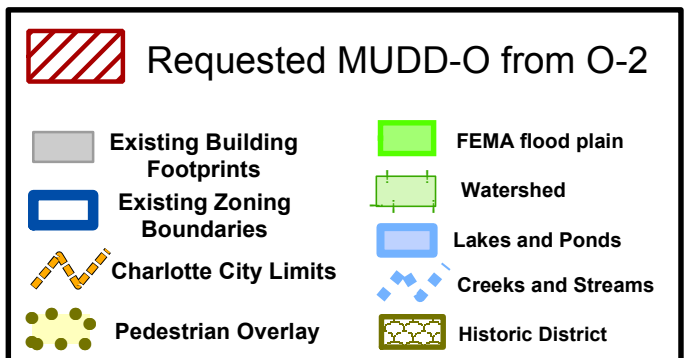 Requested MUDD-O from O-2
Existing Building
Footprints
Existing Zoning
Boundaries
Charlotte City Limits
Pedestrian Overlay
FEMA flood plain
Watershed
Lakes and Ponds
Creeks and Streams
Historic District